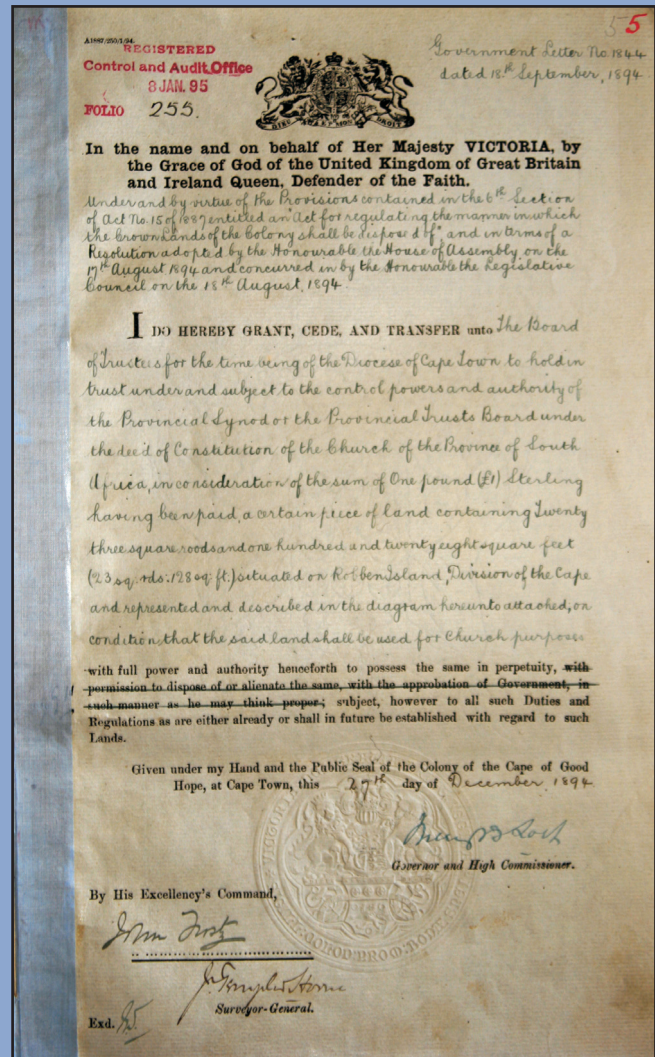 55
A1887/255/1/94.
REGISTERED
Control and Audit Office
8 JAN. 95
FOLIO 255.
Government Letter No. 1844
dated 18th September, 1894.
DIEU ET MON DROIT
In the name and on behalf of Her Majesty VICTORIA, by
the Grace of God of the United Kingdom of Great Britain
and Ireland Queen, Defender of the Faith.
Under and by virtue of the Provisions contained in the 6th Section
of Act No. 15 of 1887 entitled an "Act for regulating the manner in which
the Crown Lands of the Colony shall be disposed of" and in terms of a
Resolution adopted by the Honourable the House of Assembly on the
17th August 1894 and concurred in by the Honourable the Legislative
Council on the 18th August, 1894.
I DO HEREBY GRANT, CEDE, AND TRANSFER unto The Board
of Trustees for the time being of the Diocese of Cape Town to hold in
trust under and subject to the control powers and authority of
the Provincial Synod or the Provincial Trusts Board under
the deed of Constitution of the Church of the Province of South
Africa, in consideration of the sum of One pound (£1) Sterling
having been paid, a certain piece of land containing Twenty
three square roods and one hundred and twenty eight square feet
(23 sq. rds: 128 sq. ft.) situated on Robben Island, Division of the Cape
and represented and described in the diagram hereunto attached, on
condition that the said land shall be used for Church purposes
with full power and authority henceforth to possess the same in perpetuity, with
permission to dispose of or alienate the same, with the approbation of Government, in
such manner as he may think proper; subject, however to all such Duties and
Regulations as are either already or shall in future be established with regard to such
Lands.
Given under my Hand and the Public Seal of the Colony of the Cape of Good
Hope, at Cape Town, this 27th day of December 1894
Henry B Loch
Governor and High Commissioner.
By His Excellency's Command,
John Frost
J. Templer Horne
Surveyor-General.
Exd.